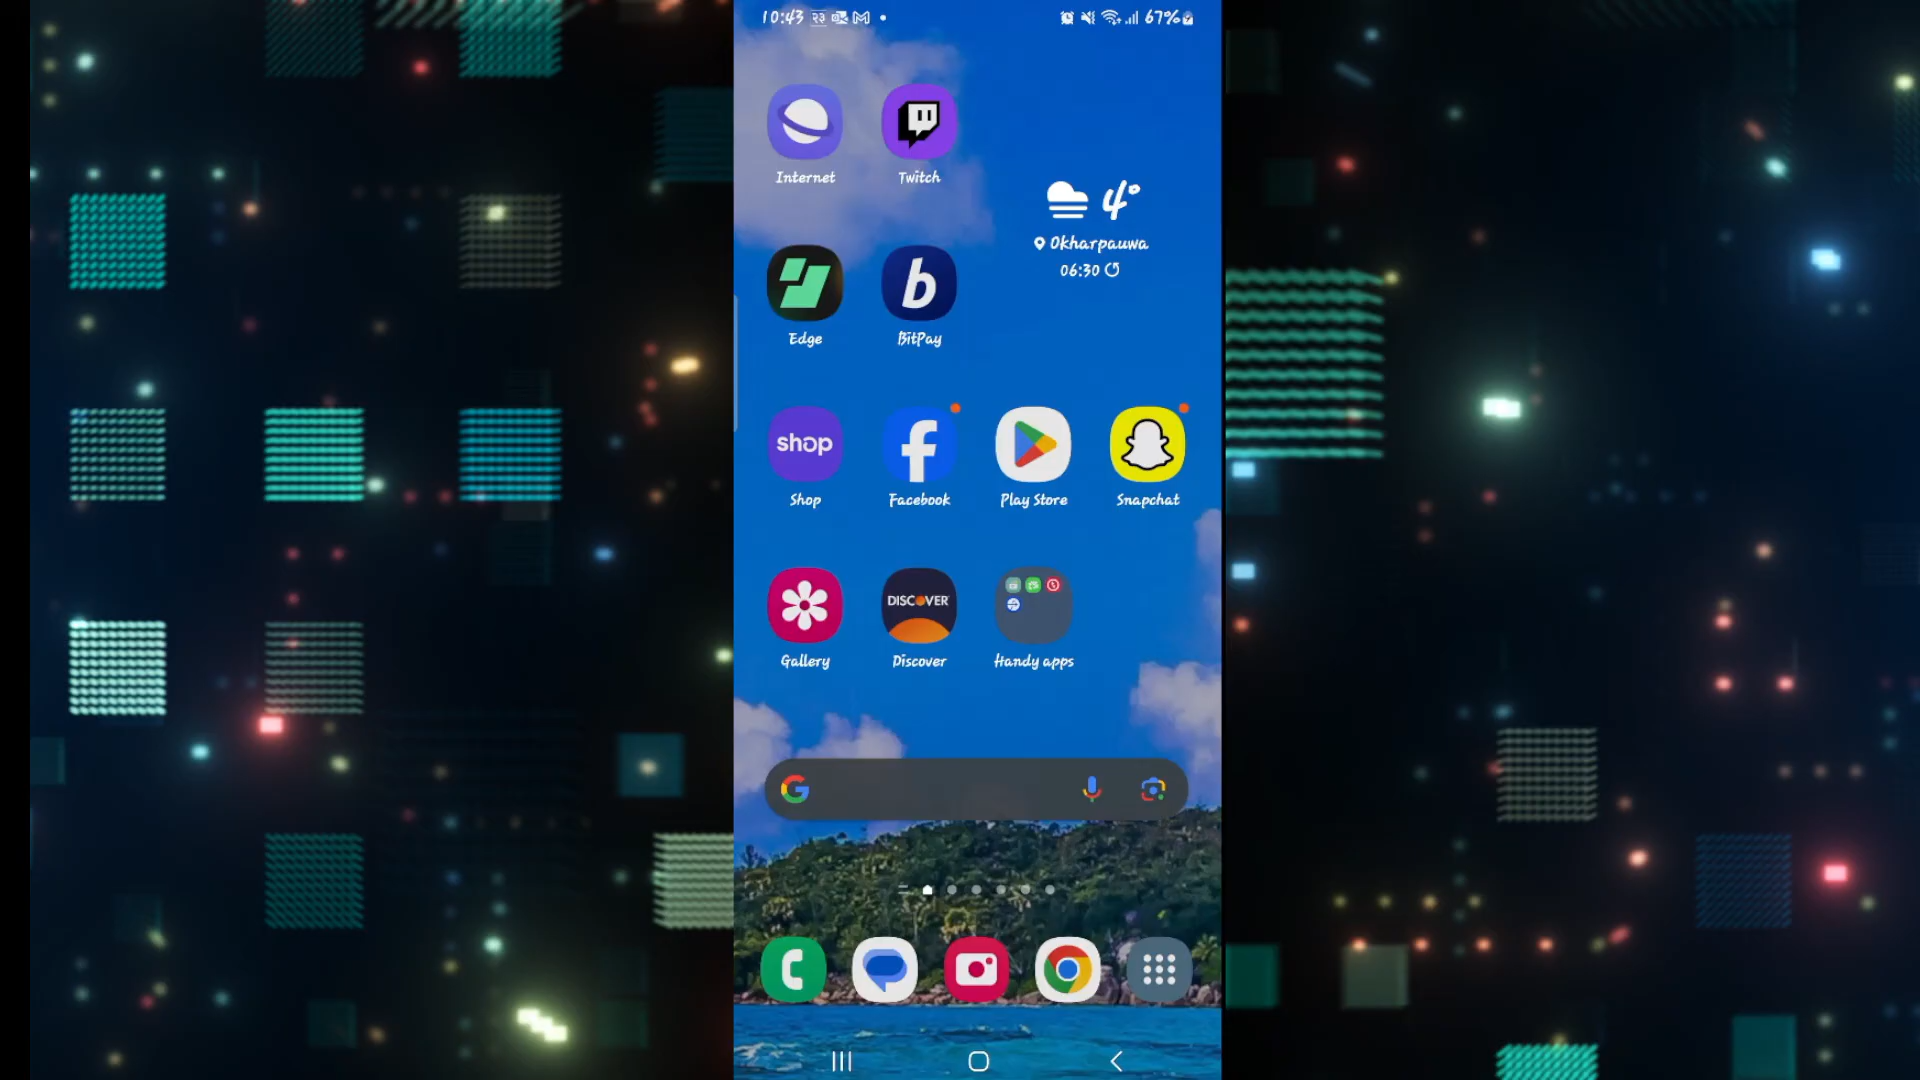 10:43 २३
67%
Internet
Twitch
4°
Okharpauwa
06:30
Edge
b
BitPay
shop
Shop
Facebook
Play Store
Snapchat
DISCOVER
Gallery
Discover
Handy apps